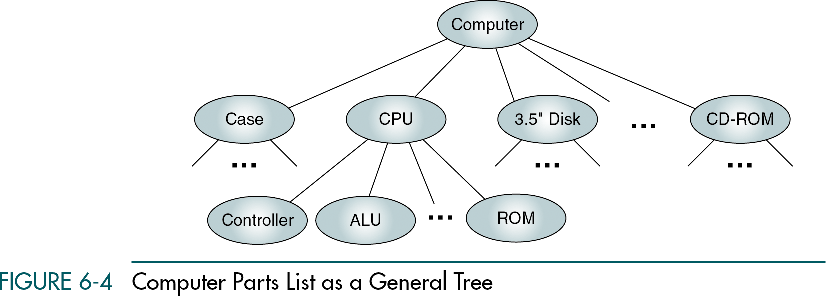 Computer
Case CPU 3.5" Disk ... CD-ROM
... ... ...
Controller ALU ... ROM
FIGURE 6-4 Computer Parts List as a General Tree